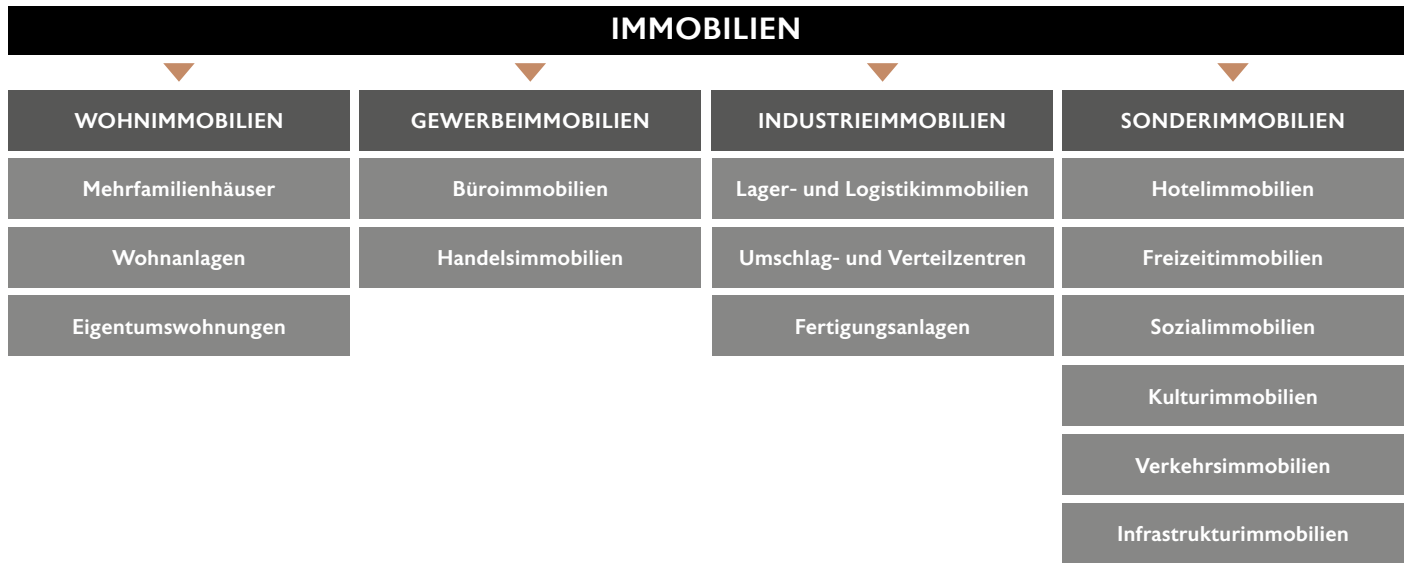 IMMOBILIEN
WOHNIMMOBILIEN
Mehrfamilienhäuser
Wohnanlagen
Eigentumswohnungen
GEWERBEIMMOBILIEN
Büroimmobilien
Handelsimmobilien
INDUSTRIEIMMOBILIEN
Lager- und Logistikimmobilien
Umschlag- und Verteilzentren
Fertigungsanlagen
SONDERIMMOBILIEN
Hotelimmobilien
Freizeitimmobilien
Sozialimmobilien
Kulturimmobilien
Verkehrsimmobilien
Infrastrukturimmobilien